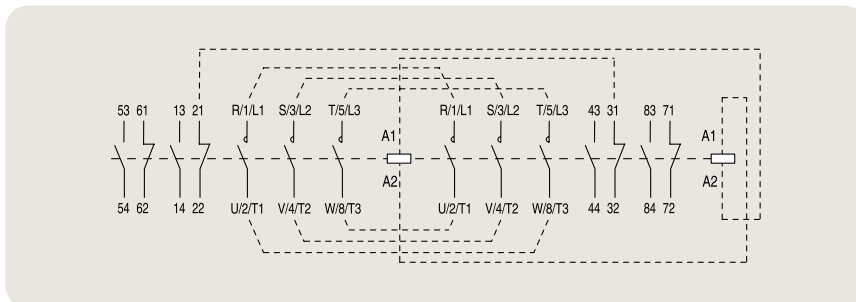 53 61 13 21 R/1/L1 S/3/L2 T/5/L3 R/1/L1 S/3/L2 T/5/L3 43 31 83 71
A1 A1
A2 A2
54 62 14 22 U/2/T1 V/4/T2 W/8/T3 U/2/T1 V/4/T2 W/8/T3 44 32 84 72